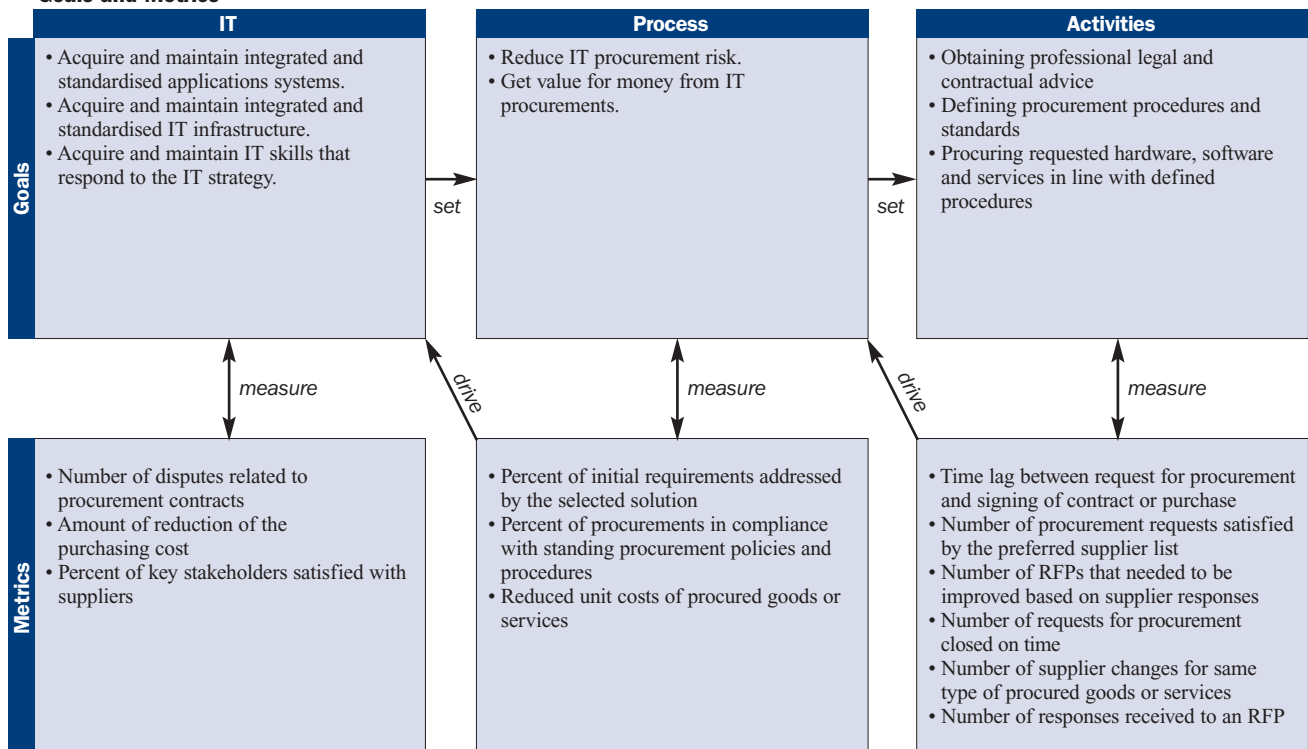 Goals and Metrics
IT
Process
Activities
Goals
• Acquire and maintain integrated and
standardised applications systems.
• Acquire and maintain integrated and
standardised IT infrastructure.
• Acquire and maintain IT skills that
respond to the IT strategy.
set
• Reduce IT procurement risk.
• Get value for money from IT
procurements.
set
• Obtaining professional legal and
contractual advice
• Defining procurement procedures and
standards
• Procuring requested hardware, software
and services in line with defined
procedures
measure
drive
measure
drive
measure
Metrics
• Number of disputes related to
procurement contracts
• Amount of reduction of the
purchasing cost
• Percent of key stakeholders satisfied with
suppliers
• Percent of initial requirements addressed
by the selected solution
• Percent of procurements in compliance
with standing procurement policies and
procedures
• Reduced unit costs of procured goods or
services
• Time lag between request for procurement
and signing of contract or purchase
• Number of procurement requests satisfied
by the preferred supplier list
• Number of RFPs that needed to be
improved based on supplier responses
• Number of requests for procurement
closed on time
• Number of supplier changes for same
type of procured goods or services
• Number of responses received to an RFP